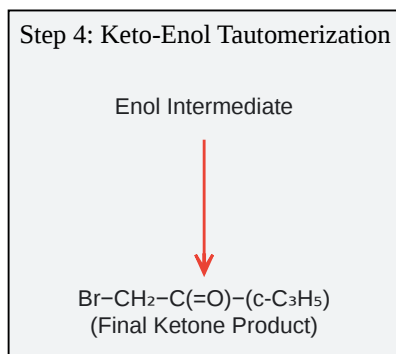 Step 4: Keto-Enol Tautomerization
Enol Intermediate
Br−CH₂−C(=O)−(c-C₃H₅)
(Final Ketone Product)